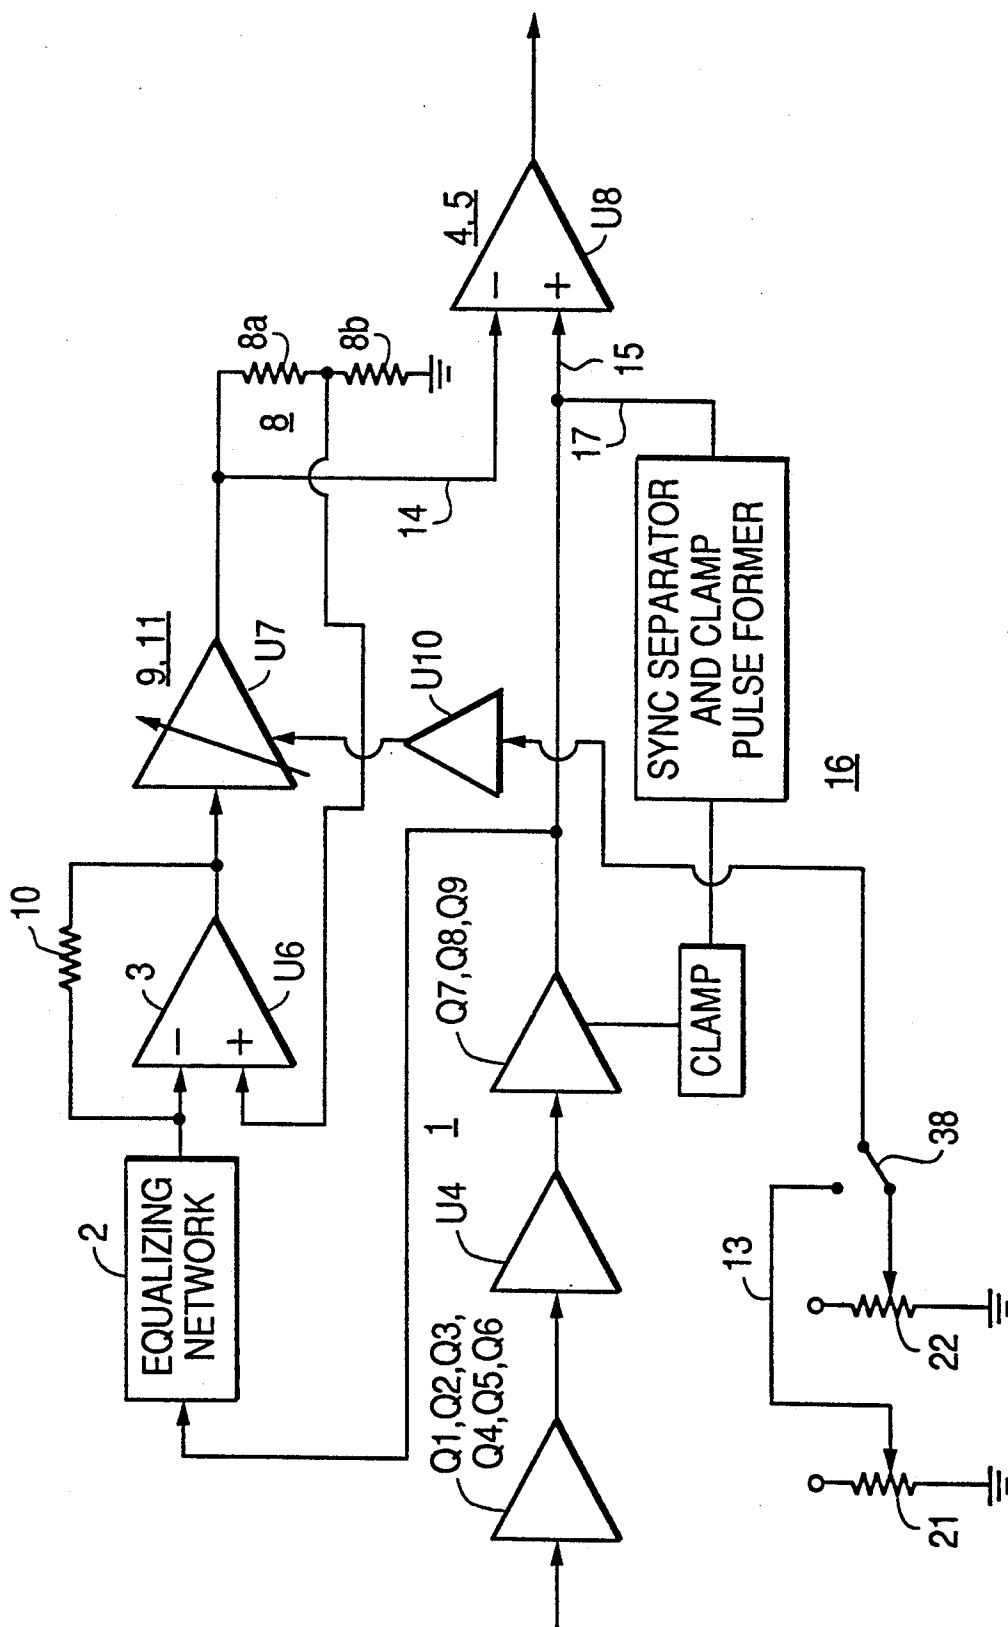 10
3
U6
−
+
2
EQUALIZING
NETWORK
9, 11
U7
U10
8a
8b
8
14
4, 5
U8
−
+
15
17
1
Q1,Q2,Q3,
Q4,Q5,Q6
U4
Q7,Q8,Q9
CLAMP
SYNC SEPARATOR
AND CLAMP
PULSE FORMER
16
13
38
21
22